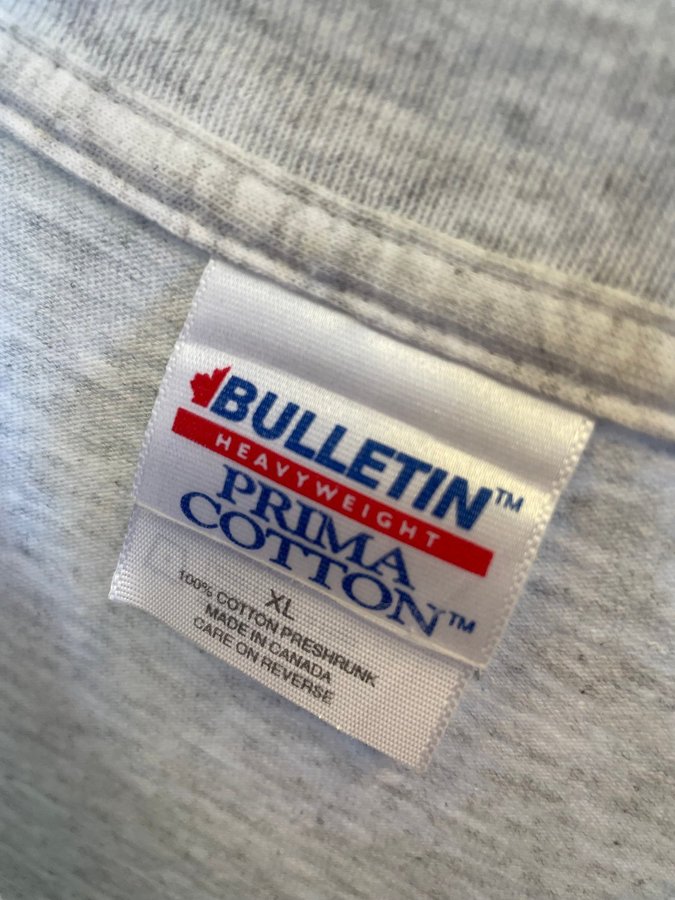 BULLETIN™
HEAVYWEIGHT
PRIMA
COTTON™
XL
100% COTTON PRESHRUNK
MADE IN CANADA
CARE ON REVERSE